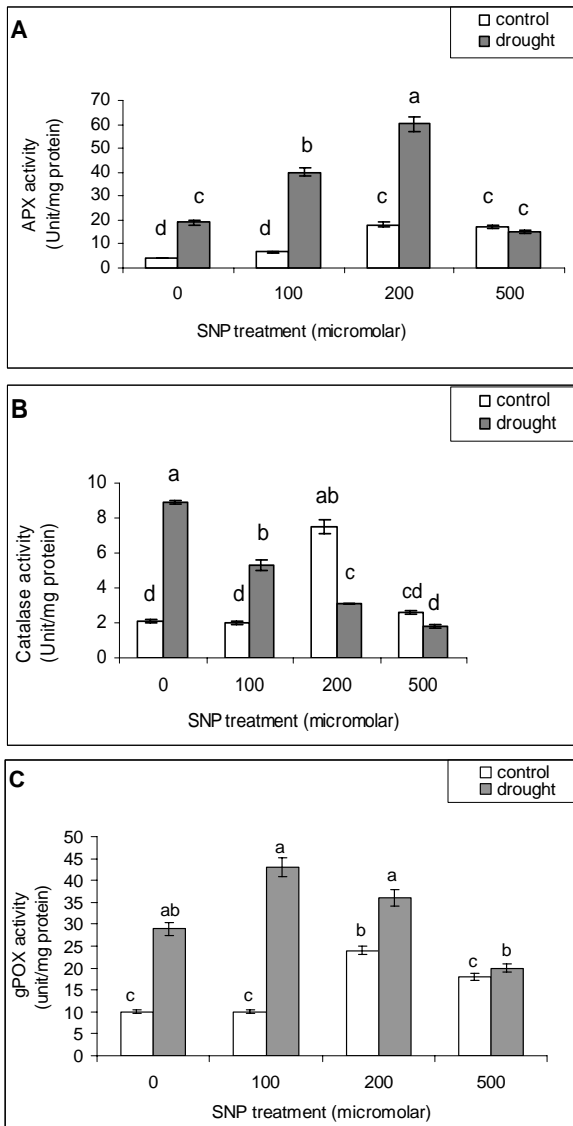 A
control
drought
APX activity
(Unit/mg protein)
70
60
50
40
30
20
10
0
d
c
d
b
c
a
c
c
0 100 200 500
SNP treatment (micromolar)
B
control
drought
Catalase activity
(Unit/mg protein)
10
8
6
4
2
0
d
a
d
b
ab
c
cd
d
0 100 200 500
SNP treatment (micromolar)
C
control
drought
gPOX activity
(unit/mg protein)
50
45
40
35
30
25
20
15
10
5
0
c
ab
c
a
b
a
c
b
0 100 200 500
SNP treatment (micromolar)